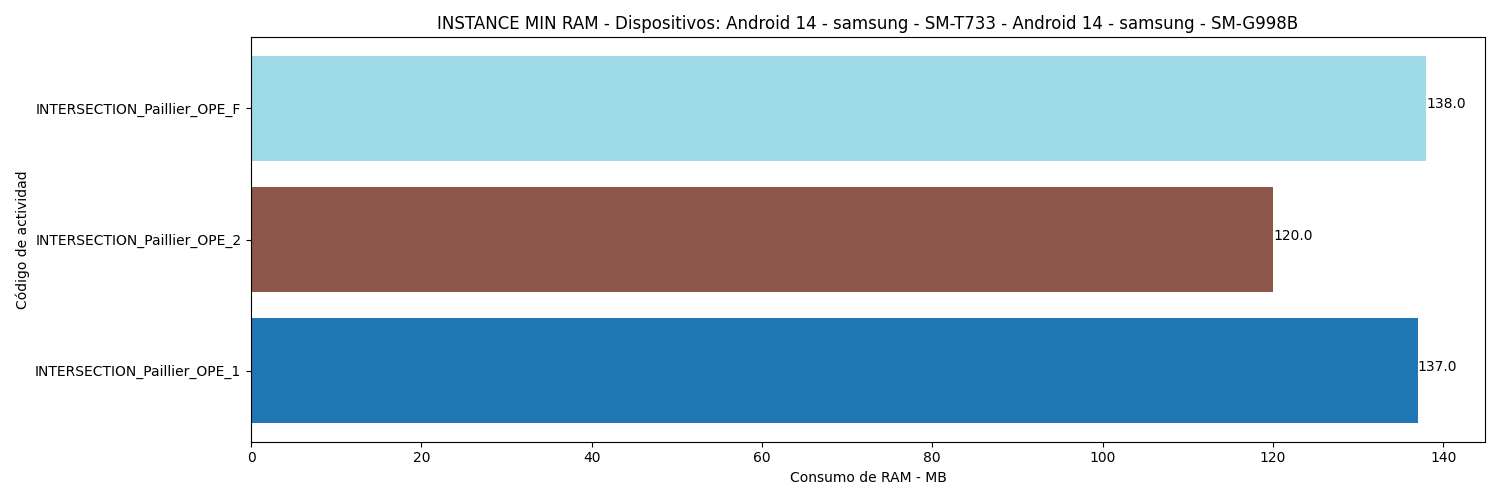 INSTANCE MIN RAM - Dispositivos: Android 14 - samsung - SM-T733 - Android 14 - samsung - SM-G998B
Código de actividad
INTERSECTION_Paillier_OPE_F
138.0
INTERSECTION_Paillier_OPE_2
120.0
INTERSECTION_Paillier_OPE_1
137.0
0 20 40 60 80 100 120 140
Consumo de RAM - MB